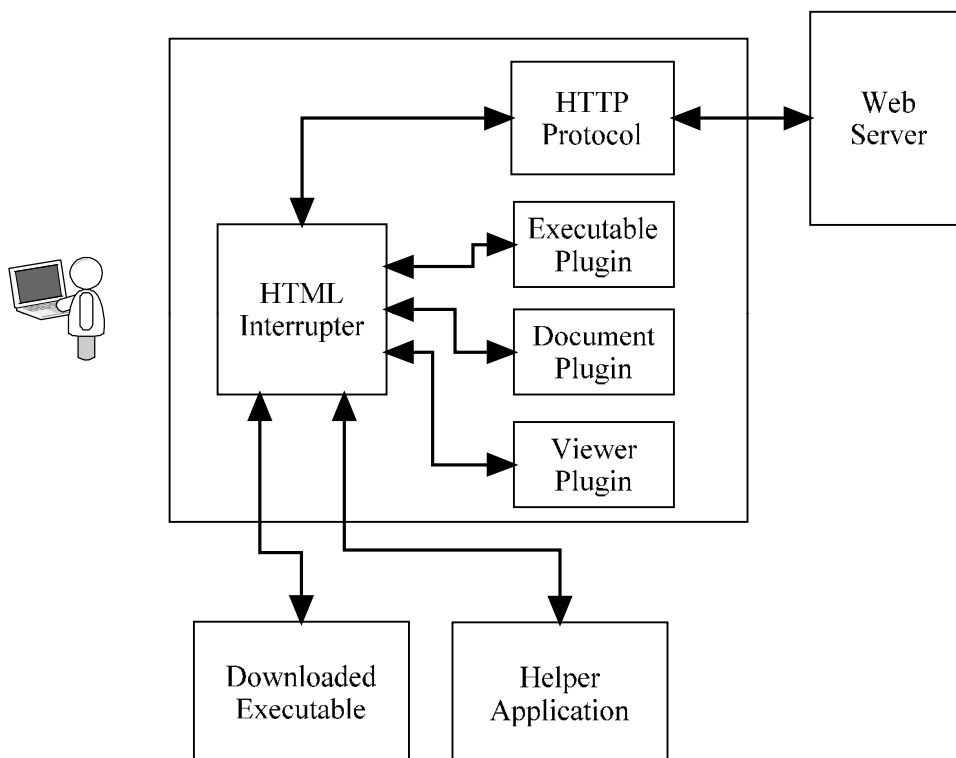 HTTP
Protocol
Web
Server
Executable
Plugin
HTML
Interrupter
Document
Plugin
Viewer
Plugin
Downloaded
Executable
Helper
Application